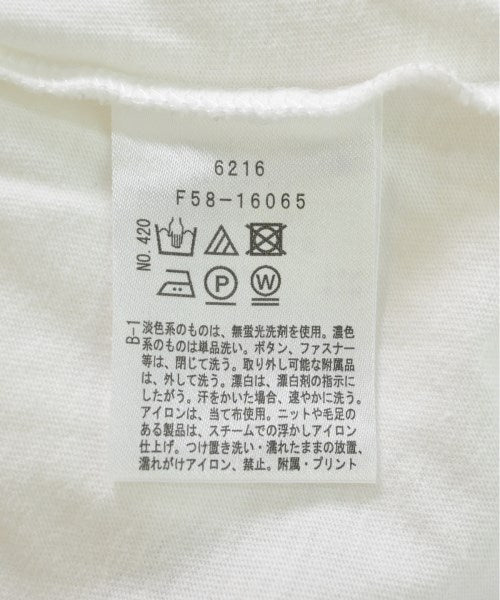 6216
F58-16065
NO. 420
P
W
B-1
淡色系のものは、無蛍光洗剤を使用。濃色
系のものは単品洗い。ボタン、ファスナー
等は、閉じて洗う。取り外し可能な附属品
は、外して洗う。漂白は、漂白剤の指示に
したがう。汗をかいた場合、速やかに洗う。
アイロンは、当て布使用。ニットや毛足の
ある製品は、スチームでの浮かしアイロン
仕上げ。つけ置き洗い・濡れたままの放置、
濡れがけアイロン、禁止。附属・プリント